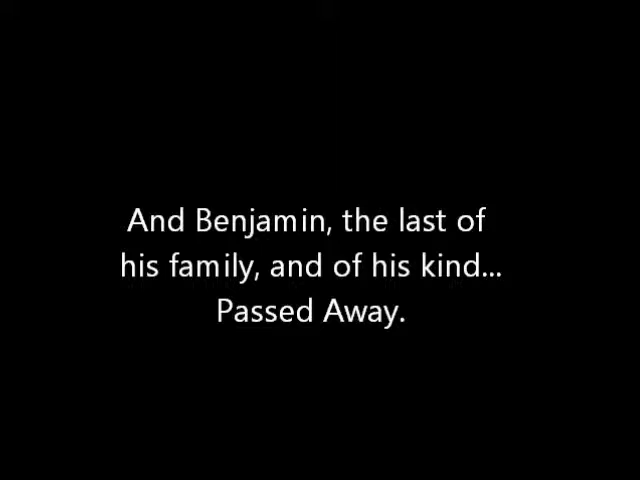 And Benjamin, the last of
his family, and of his kind...
Passed Away.